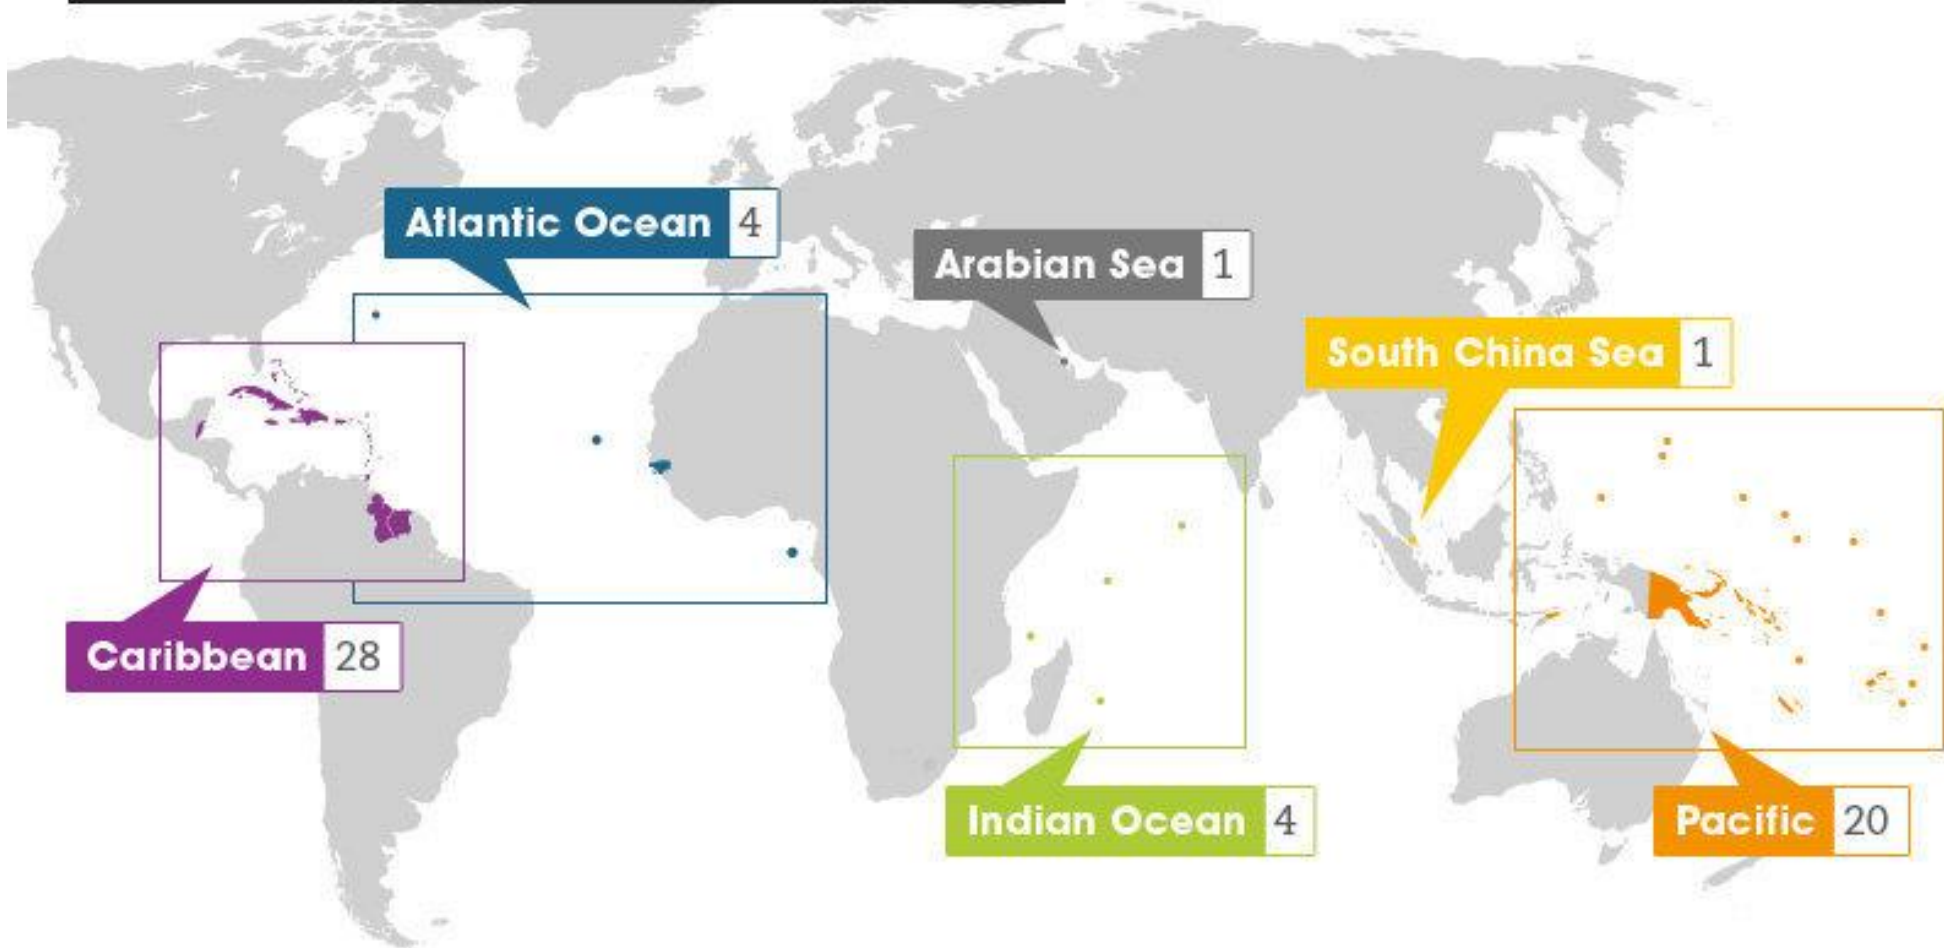 Atlantic Ocean 4
Arabian Sea 1
South China Sea 1
Caribbean 28
Indian Ocean 4
Pacific 20